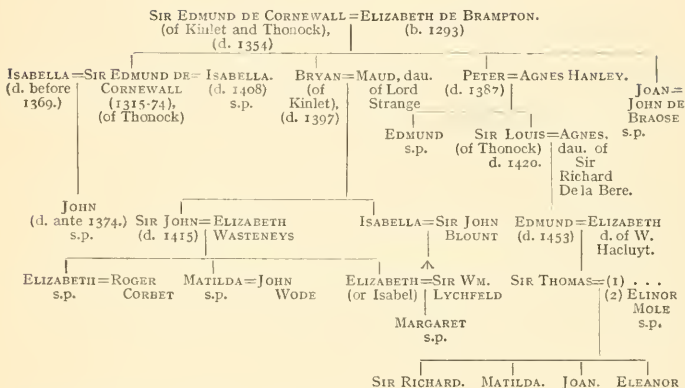 SIR EDMUND DE CORNEWALL=ELIZABETH DE BRAMPTON.
(of Kinlet and Thonock), (b. 1293)
(d. 1354)
ISABELLA=SIR EDMUND DE=ISABELLA. BRYAN=MAUD, dau. PETER=AGNES HANLEY.
(d. before CORNEWALL (d. 1408) (of of Lord (d. 1387) JOAN=
1369.) (1315-74), s.p. Kinlet), Strange JOHN DE
(of Thonock) (d. 1397) BRAOSE
EDMUND SIR LOUIS=AGNES, s.p.
s.p. (of Thonock) dau. of
d. 1420. Sir
Richard
De la Bere.
JOHN
(d. ante 1374.) SIR JOHN=ELIZABETH ISABELLA=SIR JOHN EDMUND=ELIZABETH
s.p. (d. 1415) WASTENEYS BLOUNT (d. 1453) d. of W.
Hacluyt.
ELIZABETH=ROGER MATILDA=JOHN ELIZABETH=SIR WM. SIR THOMAS=(1) . . .
s.p. CORBET s.p. WODE (or Isabel) LYCHFELD (2) ELINOR
MOLE
MARGARET s.p.
s.p.
SIR RICHARD. MATILDA. JOAN. ELEANOR